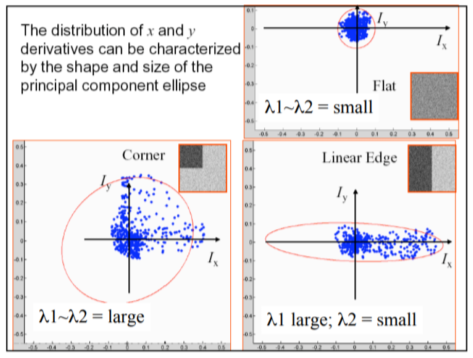 The distribution of x and y
derivatives can be characterized
by the shape and size of the
principal component ellipse
Iy
Ix
Flat
λ1~λ2 = small
Corner
Iy
Ix
λ1~λ2 = large
Linear Edge
Iy
Ix
λ1 large; λ2 = small